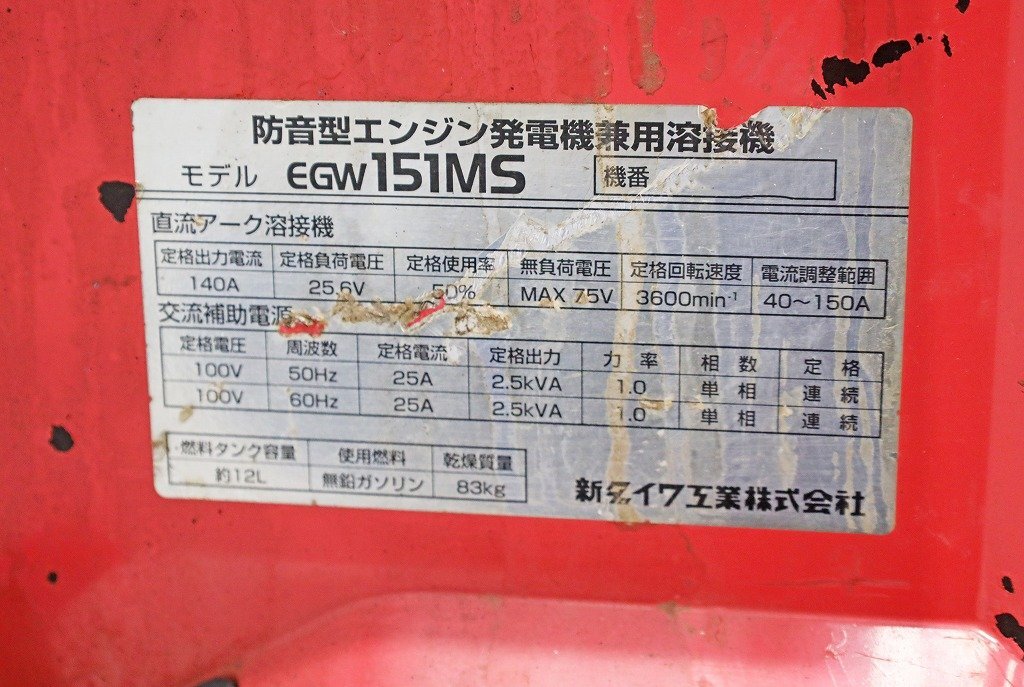 防音型エンジン発電機兼用溶接機
モデル EGW151MS 機番
直流アーク溶接機
定格出力電流 定格負荷電圧 定格使用率 無負荷電圧 定格回転速度 電流調整範囲
140A 25.6V 50% MAX 75V 3600min⁻¹ 40～150A
交流補助電源
定格電圧 周波数 定格電流 定格出力 力率 相数 定格
100V 50Hz 25A 2.5kVA 1.0 単相 連続
100V 60Hz 25A 2.5kVA 1.0 単相 連続
燃料タンク容量 使用燃料 乾燥質量
約12L 無鉛ガソリン 83kg
新ダイワ工業株式会社